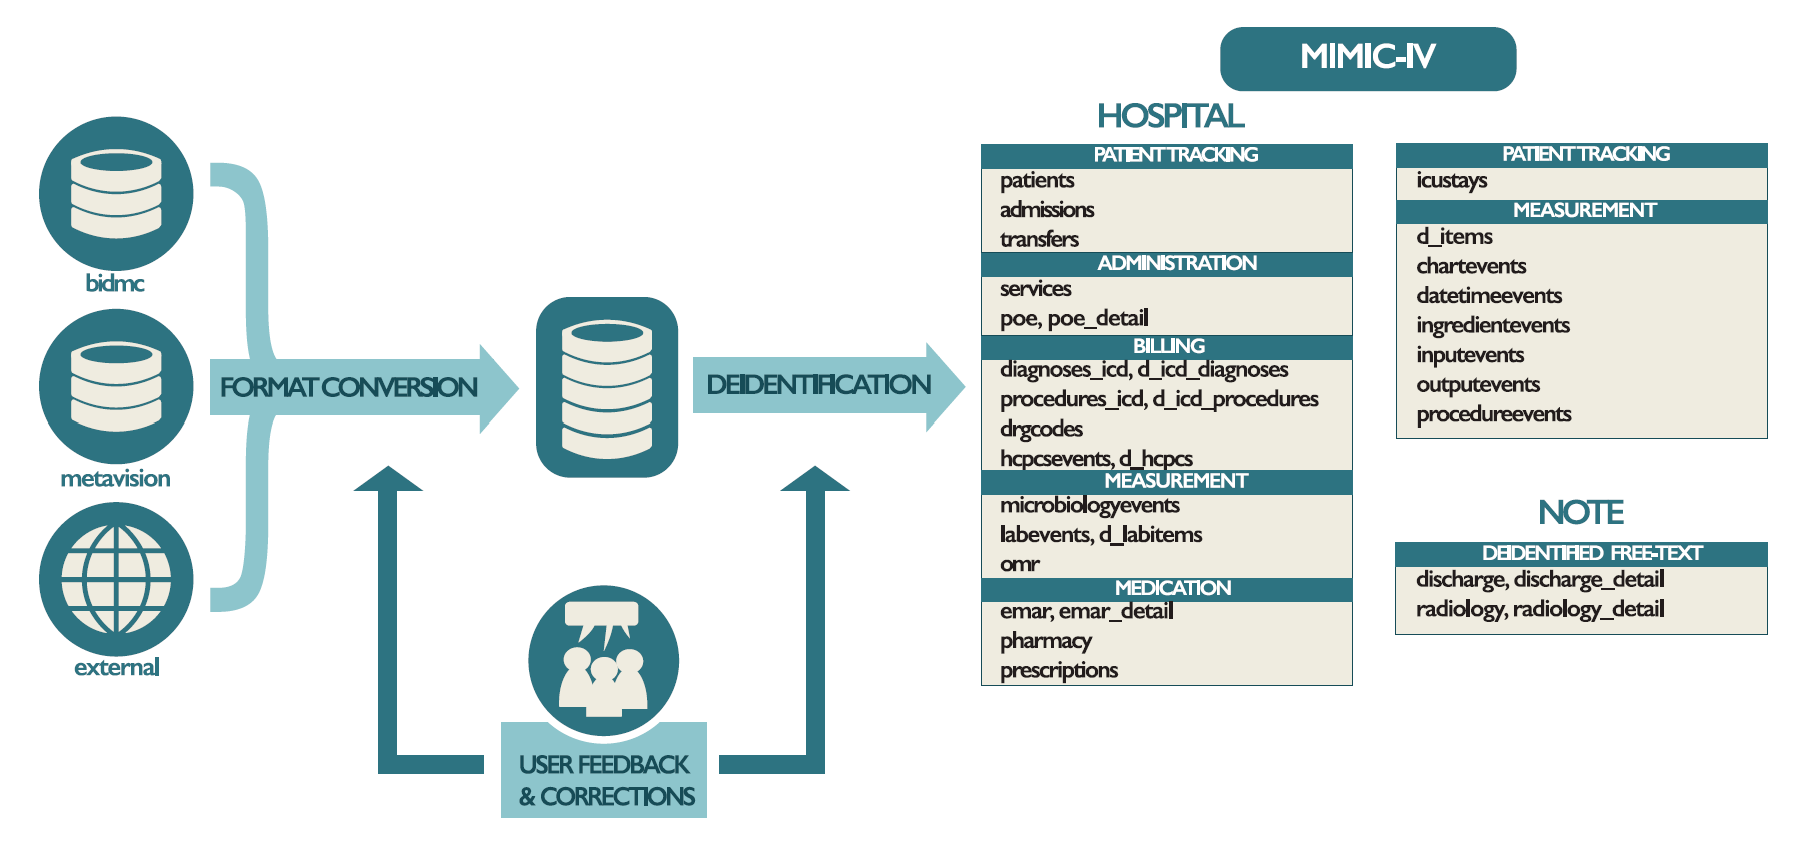 bidmc
metavision
external
FORMAT CONVERSION
USER FEEDBACK
& CORRECTIONS
DEIDENTIFICATION
MIMIC-IV
HOSPITAL
PATIENT TRACKING
patients
admissions
transfers
ADMINISTRATION
services
poe, poe_detail
BILLING
diagnoses_icd, d_icd_diagnoses
procedures_icd, d_icd_procedures
drgcodes
hcpcsevents, d_hcpcs
MEASUREMENT
microbiologyevents
labevents, d_labitems
omr
MEDICATION
emar, emar_detail
pharmacy
prescriptions
PATIENT TRACKING
icustays
MEASUREMENT
d_items
chartevents
datetimeevents
ingredientevents
inputevents
outputevents
procedureevents
NOTE
DEIDENTIFIED FREE-TEXT
discharge, discharge_detail
radiology, radiology_detail